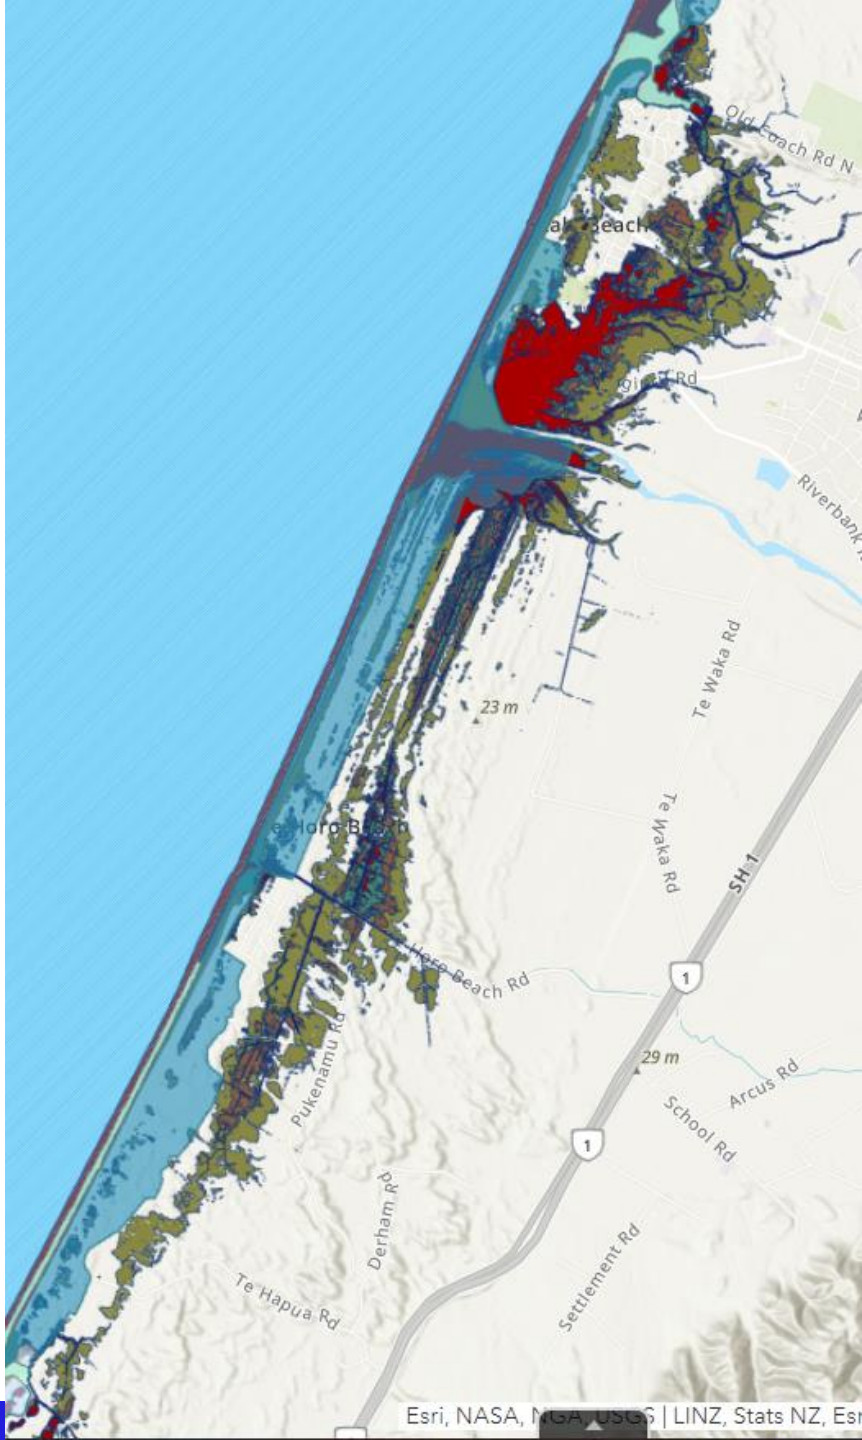 Old Coach Rd N
Beach
Rd
Riverbank
Te Waka Rd
23 m
Te Waka Rd
SH 1
Horo Beach
Horo Beach Rd
1
Pukenamu Rd
29 m
Arcus Rd
School Rd
1
Derham R
Settlement Rd
Te Hapua Rd
Esri, NASA, NGA, USGS | LINZ, Stats NZ, Esr